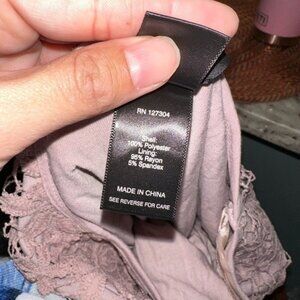 RN 127304
Shell:
100% Polyester
Lining:
95% Rayon
5% Spandex
MADE IN CHINA
SEE REVERSE FOR CARE